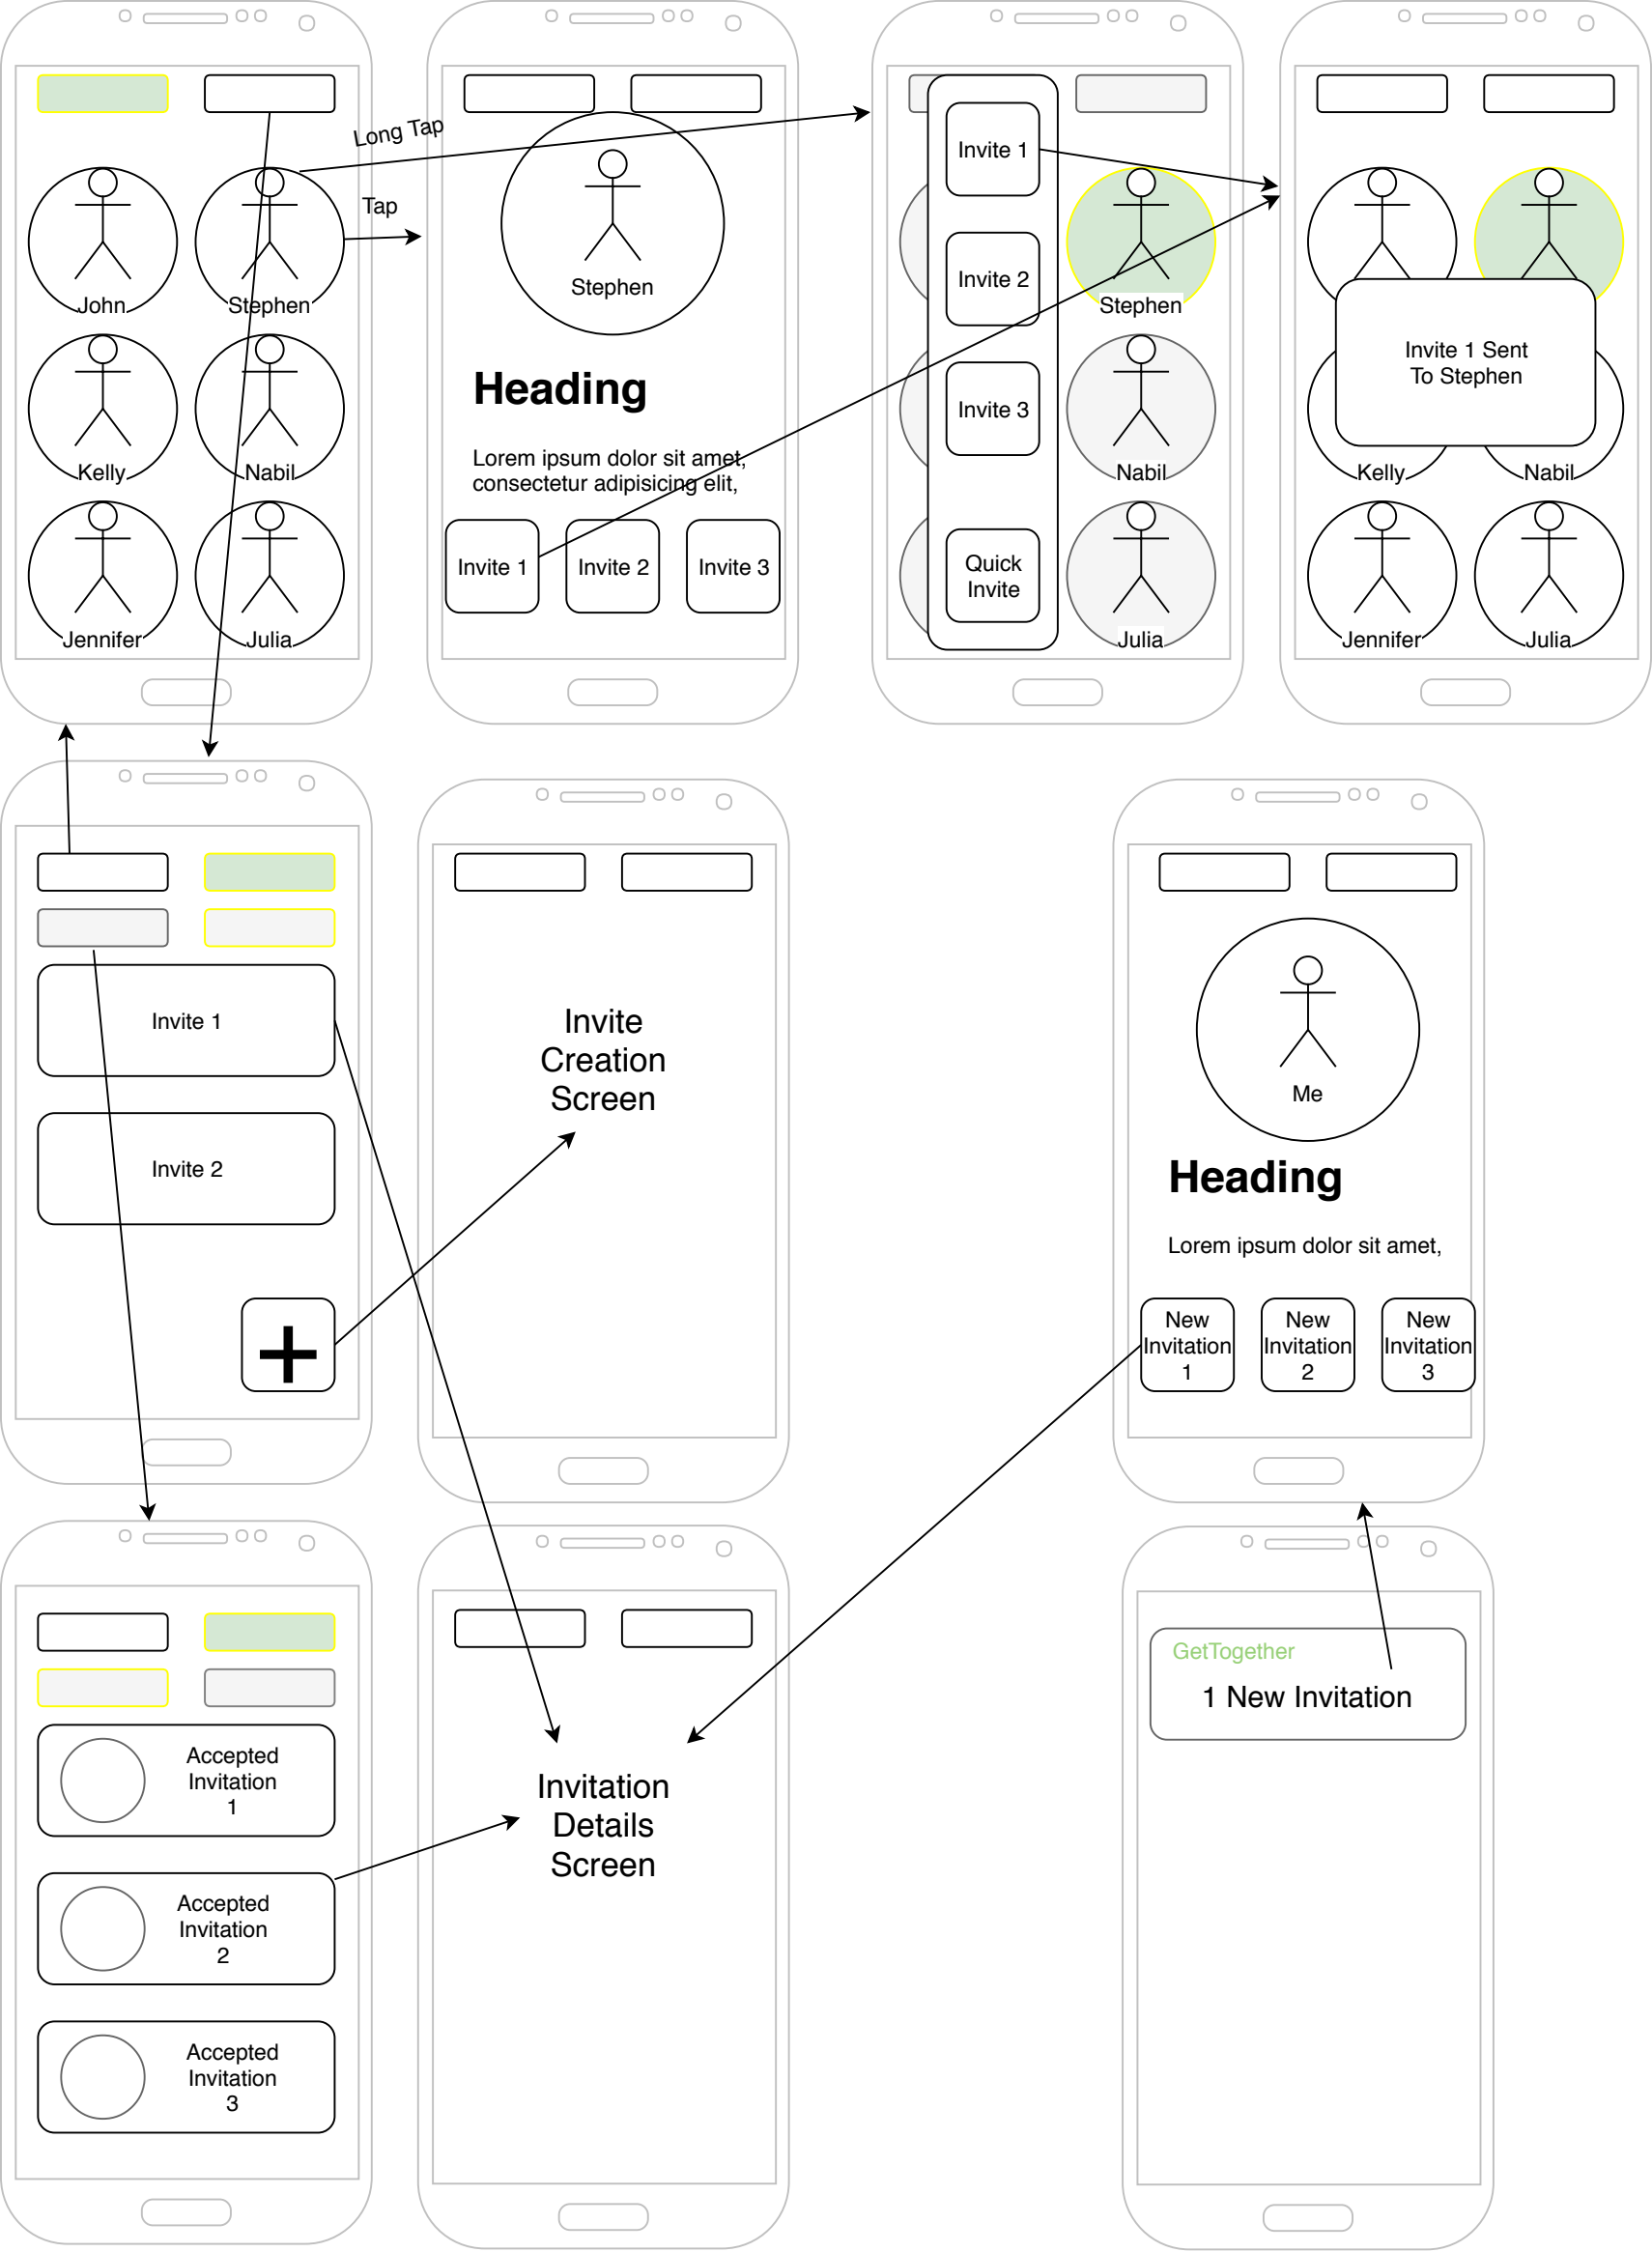 John
Stephen
Kelly
Nabil
Jennifer
Julia
Long Tap
Tap
Stephen
Heading
Lorem ipsum dolor sit amet,
consectetur adipisicing elit,
Invite 1
Invite 2
Invite 3
Invite 1
Invite 2
Invite 3
Quick
Invite
Stephen
Nabil
Julia
Invite 1 Sent
To Stephen
Kelly
Nabil
Jennifer
Julia
Invite 1
Invite 2
+
Invite
Creation
Screen
Me
Heading
Lorem ipsum dolor sit amet,
New
Invitation
1
New
Invitation
2
New
Invitation
3
Accepted
Invitation
1
Accepted
Invitation
2
Accepted
Invitation
3
Invitation
Details
Screen
GetTogether
1 New Invitation